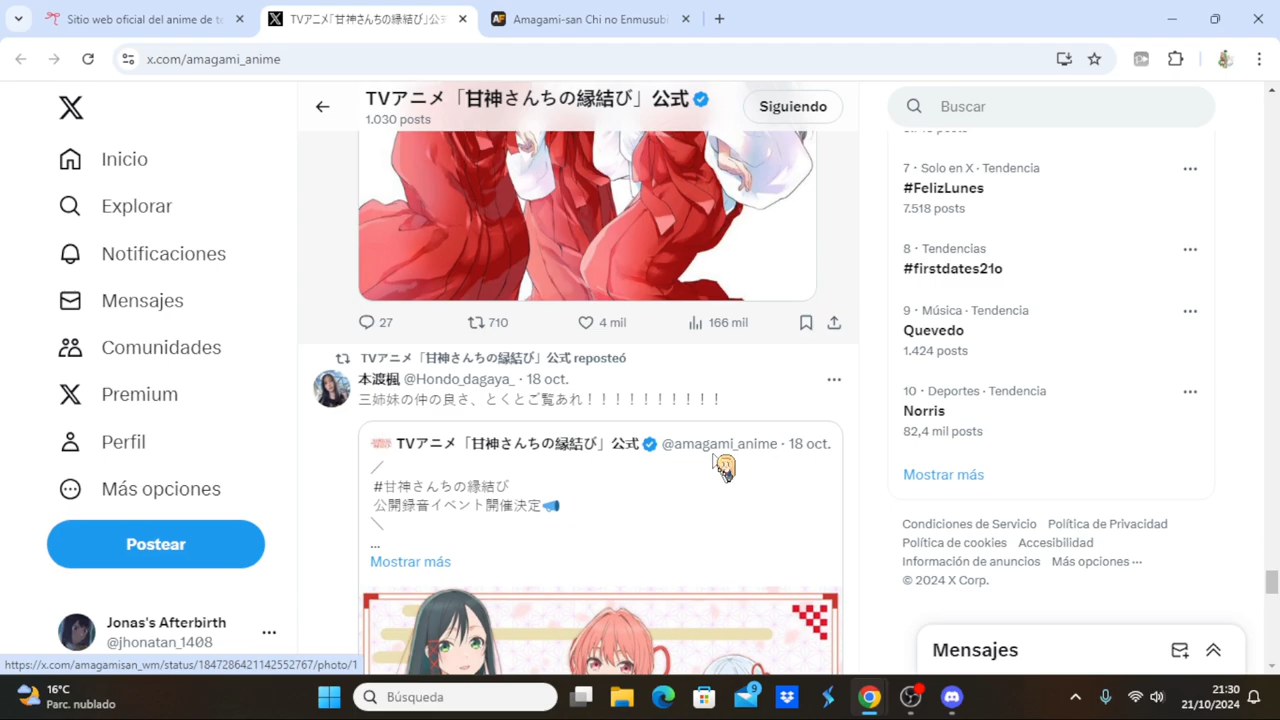 Sitio web oficial del anime de tu
TVアニメ「甘神さんちの縁結び」公式
Amagami-san Chi no Enmusubi
x.com/amagami_anime
TVアニメ「甘神さんちの縁結び」公式
1.030 posts
Siguiendo
Buscar
Inicio
Explorar
Notificaciones
Mensajes
Comunidades
Premium
Perfil
Más opciones
Postear
Jonas's Afterbirth
@jhonatan_1408
27
710
4 mil
166 mil
TVアニメ「甘神さんちの縁結び」公式 reposteó
本渡楓 @Hondo_dagaya_ · 18 oct.
三姉妹の仲の良さ、とくとご覧あれ！！！！！！！！！！
TVアニメ「甘神さんちの縁結び」公式 @amagami_anime · 18 oct.
／
#甘神さんちの縁結び
公開録音イベント開催決定📣
＼
...
Mostrar más
7 · Solo en X · Tendencia
#FelizLunes
7.518 posts
8 · Tendencias
#firstdates21o
9 · Música · Tendencia
Quevedo
1.424 posts
10 · Deportes · Tendencia
Norris
82,4 mil posts
Mostrar más
Condiciones de Servicio Política de Privacidad
Política de cookies Accesibilidad
Información de anuncios Más opciones ···
© 2024 X Corp.
Mensajes
https://x.com/amagamisan_wm/status/1847286421142552767/photo/1
16°C
Parc. nublado
Búsqueda
9
21:30
21/10/2024